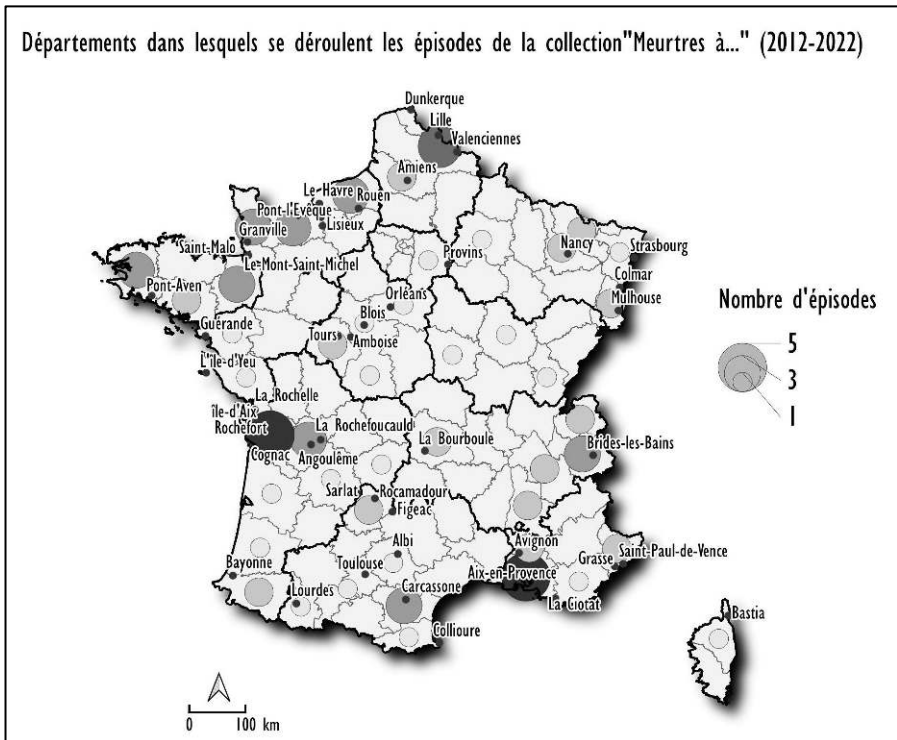 Départements dans lesquels se déroulent les épisodes de la collection"Meurtres à..." (2012-2022)
Dunkerque
Lille
Valenciennes
Amiens
Le Havre
Rouen
Pont-l'Evêque
Lisieux
Granville
Saint-Malo
Le-Mont-Saint-Michel
Provins
Nancy
Strasbourg
Colmar
Mulhouse
Pont-Aven
Orléans
Blois
Guérande
Tours
Amboise
L'île-d'Yeu
La Rochelle
île-d'Aix
Rochefort
La Rochefoucauld
Cognac
Angoulême
La Bourboule
Brides-les-Bains
Sarlat
Rocamadour
Figeac
Avignon
Saint-Paul-de-Vence
Grasse
Albi
Toulouse
Aix-en-Provence
Bayonne
Lourdes
Carcassone
La Ciotat
Collioure
Bastia
Nombre d'épisodes
5
3
1
0 100 km